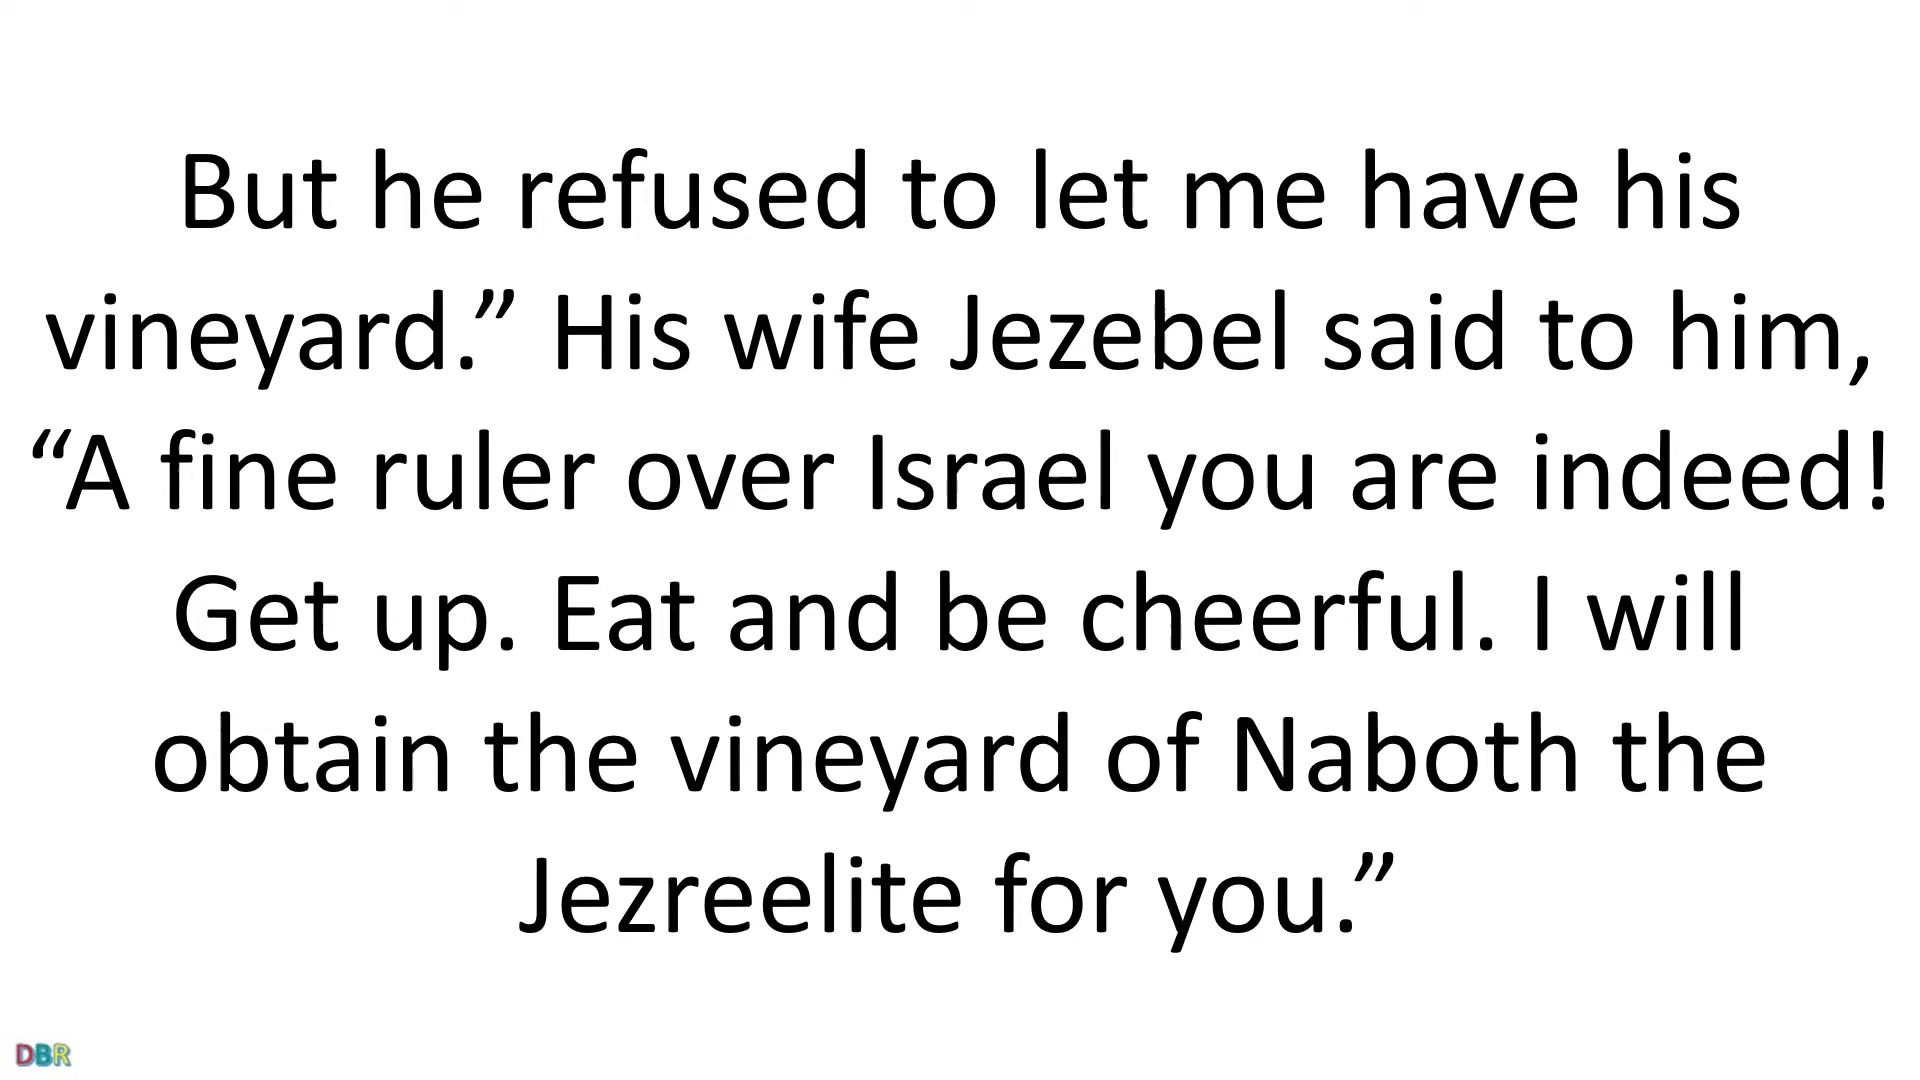 But he refused to let me have his
vineyard.” His wife Jezebel said to him,
“A fine ruler over Israel you are indeed!
Get up. Eat and be cheerful. I will
obtain the vineyard of Naboth the
Jezreelite for you.”
DBR